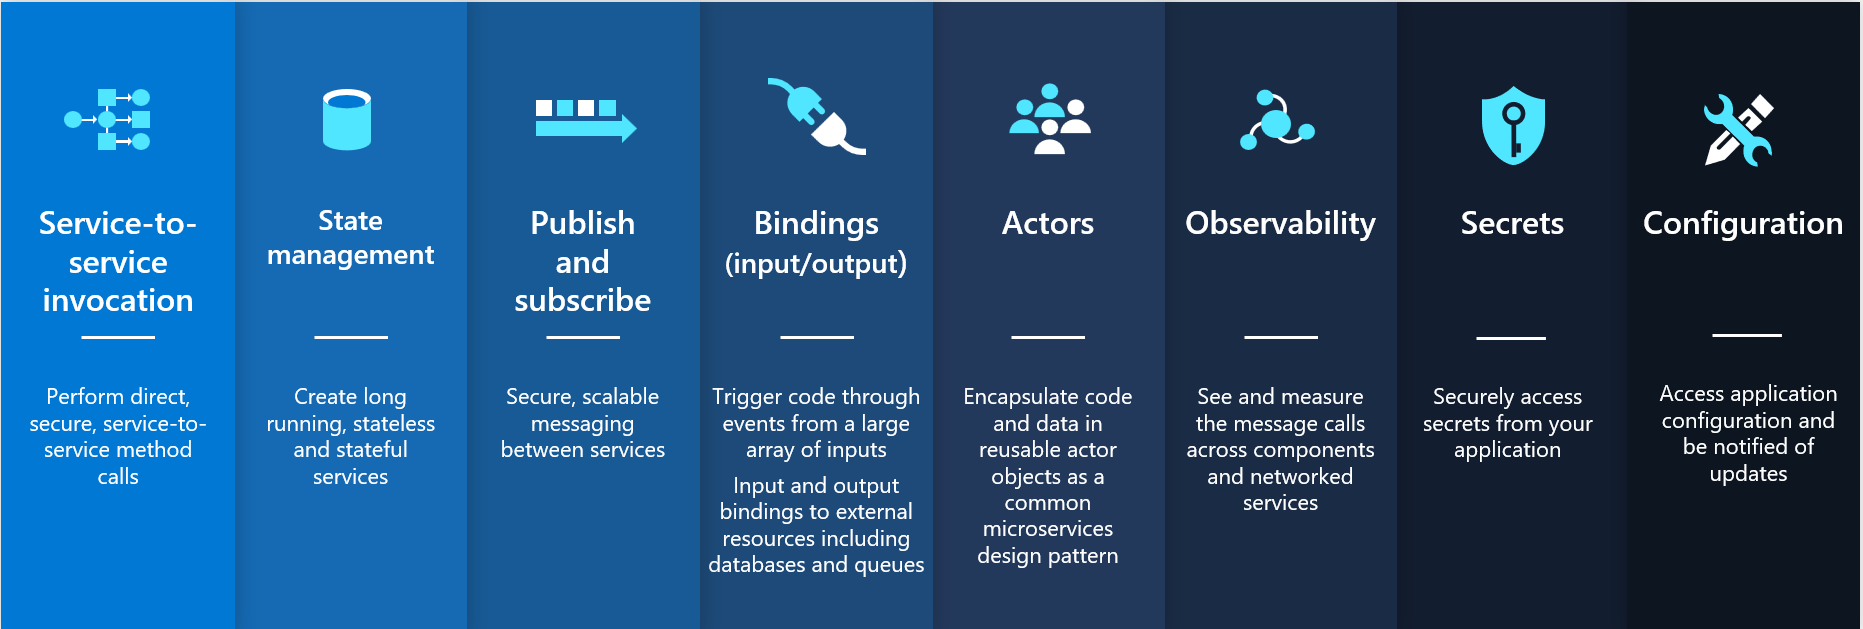 Service-to-
service
invocation
Perform direct,
secure, service-to-
service method
calls
State
management
Create long
running, stateless
and stateful
services
Publish
and
subscribe
Secure, scalable
messaging
between services
Bindings
(input/output)
Trigger code through
events from a large
array of inputs
Input and output
bindings to external
resources including
databases and queues
Actors
Encapsulate code
and data in
reusable actor
objects as a
common
microservices
design pattern
Observability
See and measure
the message calls
across components
and networked
services
Secrets
Securely access
secrets from your
application
Configuration
Access application
configuration and
be notified of
updates